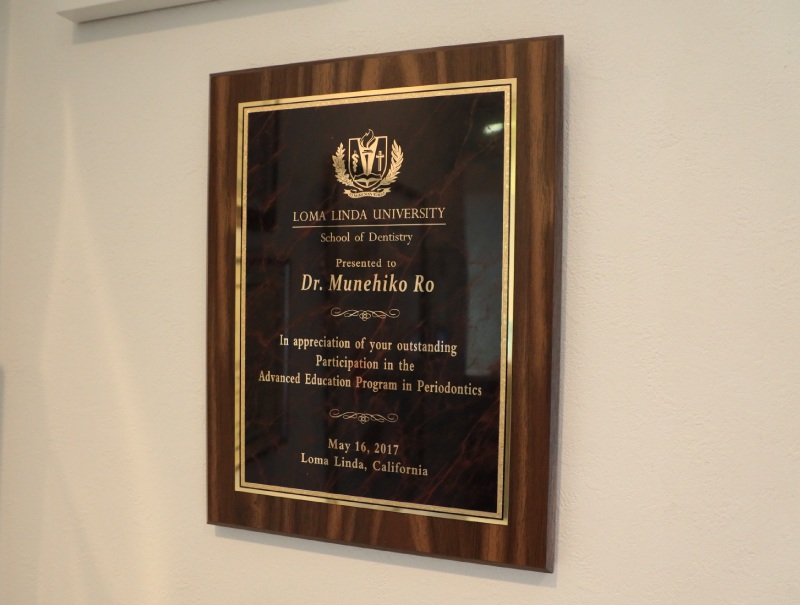 LOMA LINDA UNIVERSITY
School of Dentistry
Presented to
Dr. Munehiko Ro
In appreciation of your outstanding
Participation in the
Advanced Education Program in Periodontics
May 16, 2017
Loma Linda, California